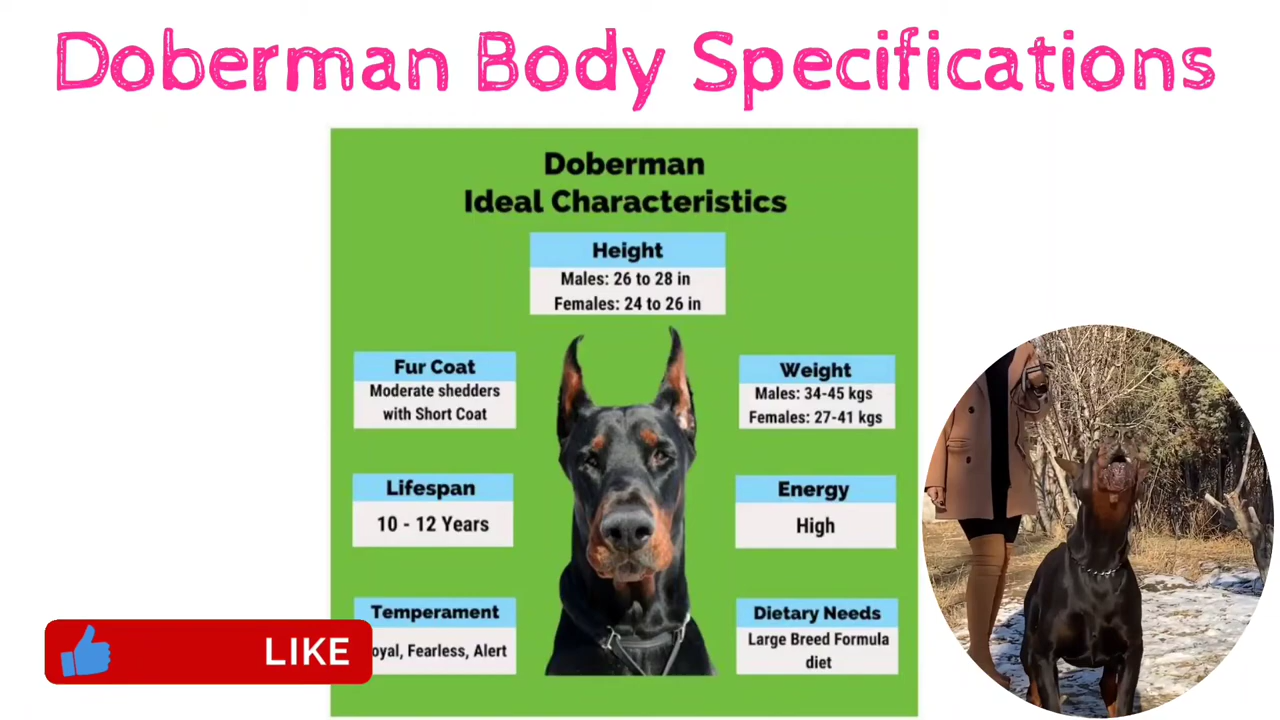 Doberman Body Specifications
Doberman
Ideal Characteristics
Height
Males: 26 to 28 in
Females: 24 to 26 in
Fur Coat
Moderate shedders
with Short Coat
Weight
Males: 34-45 kgs
Females: 27-41 kgs
Lifespan
10 - 12 Years
Energy
High
Temperament
oyal, Fearless, Alert
Dietary Needs
Large Breed Formula
diet
LIKE